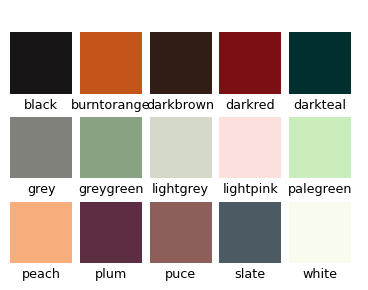 black burntorange darkbrown darkred darkteal
grey greygreen lightgrey lightpink palegreen
peach plum puce slate white